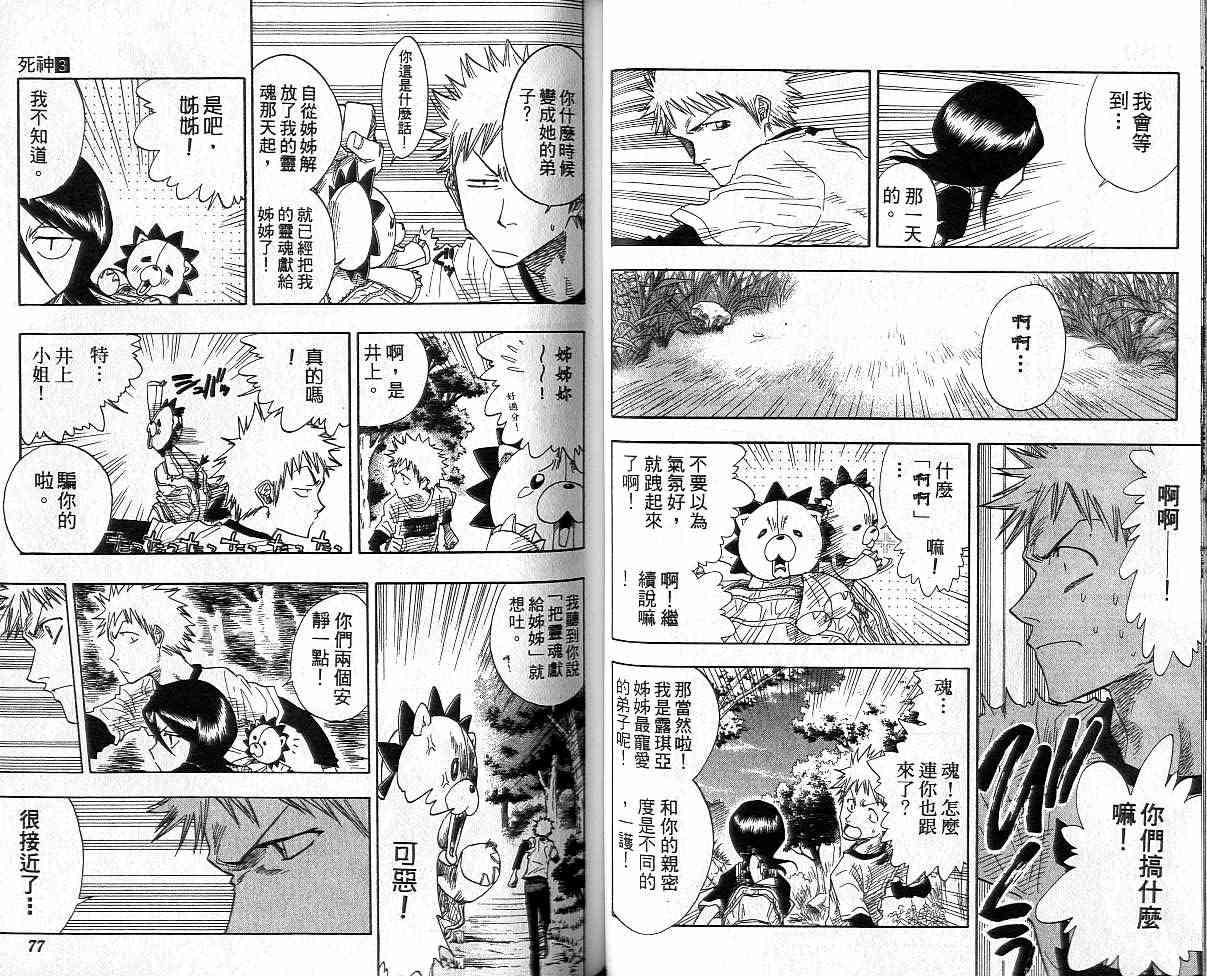 我會等
到…
那一天
的。
啊啊…
啊啊——！
你們搞什麼
嘛！
什麼
「啊啊」嘛！
…
不要以為
氣氛好，
就跩起來
了啊！
啊！繼
續說嘛
！
魂…
魂！怎麼
連你也跟
來了？
那當然啦！
我是露琪亞
姊姊最寵愛
的弟子呢！
和你的親密
度是不同的
，一護！
死神3
你什麼時候
變成她的弟
子？
你這是什麼話！
自從姊姊解
放了我的靈
魂那天起，
就已經把我
的靈魂獻給
姊姊了！
是吧，
姊姊！
我不知道。
姊姊姊
～～！
好過分！
啊，是
井上。
真的嗎
！
特…
井上
小姐！
騙你的
啦。
我聽到你說
「把靈魂獻
給姊姊」就
想吐。
可惡！
你們兩個安
靜一點！
很接近了…
77